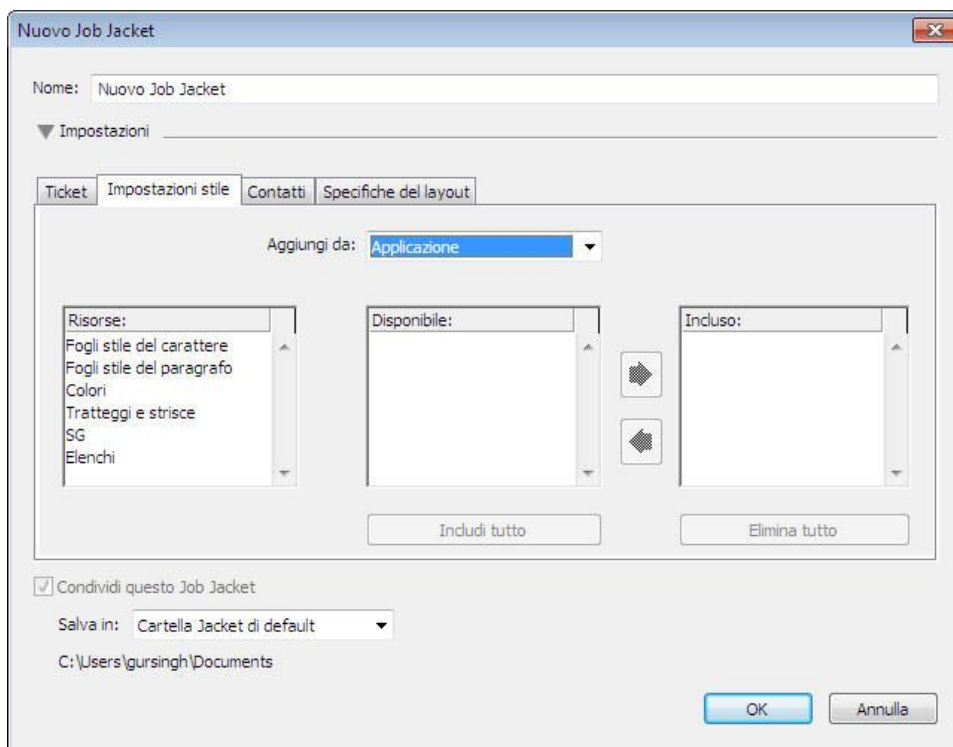 Nuovo Job Jacket
Nome: Nuovo Job Jacket
Impostazioni
Ticket Impostazioni stile Contatti Specifiche del layout
Aggiungi da: Applicazione
Risorse: Disponibile: Incluso:
Fogli stile del carattere
Fogli stile del paragrafo
Colori
Tratteggi e strisce
SG
Elenchi
Includi tutto Elimina tutto
Condividi questo Job Jacket
Salva in: Cartella Jacket di default
C:\Users\gursingh\Documents
OK Annulla